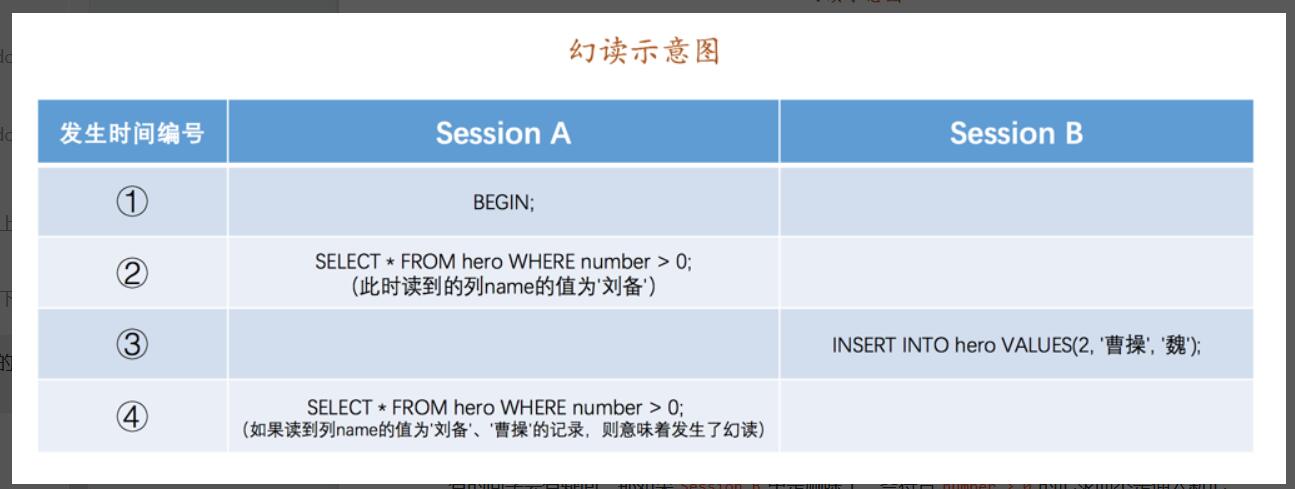 幻读示意图
发生时间编号 Session A Session B
① BEGIN;
② SELECT * FROM hero WHERE number > 0;
（此时读到的列name的值为'刘备'）
③ INSERT INTO hero VALUES(2, '曹操', '魏');
④ SELECT * FROM hero WHERE number > 0;
（如果读到列name的值为'刘备'、'曹操'的记录，则意味着发生了幻读）